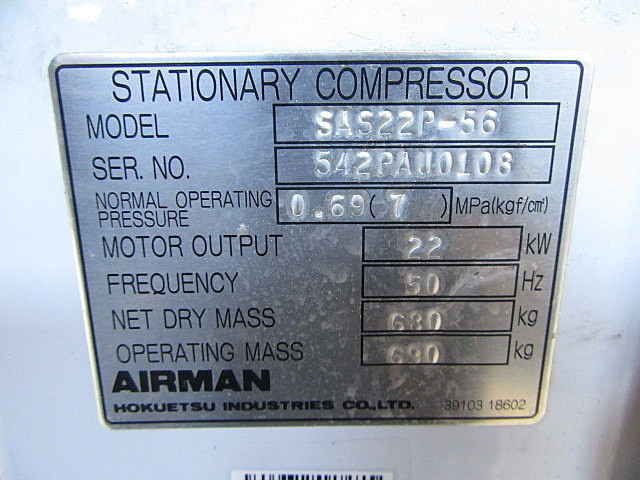 STATIONARY COMPRESSOR
MODEL SAS22P-56
SER. NO. 542PAU0108
NORMAL OPERATING PRESSURE 0.69(7) MPa(kgf/cm²)
MOTOR OUTPUT 22 kW
FREQUENCY 50 Hz
NET DRY MASS 680 kg
OPERATING MASS 690 kg
AIRMAN
HOKUETSU INDUSTRIES CO.,LTD. 39103 18602